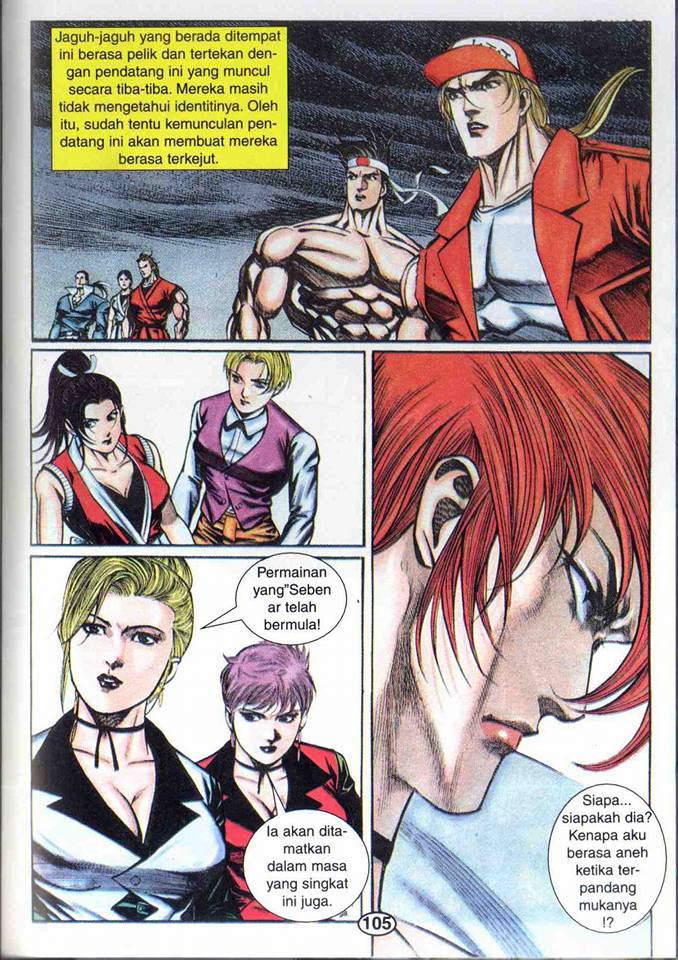 Jaguh-jaguh yang berada ditempat
ini berasa pelik dan tertekan den-
gan pendatang ini yang muncul
secara tiba-tiba. Mereka masih
tidak mengetahui identitinya. Oleh
itu, sudah tentu kemunculan pen-
datang ini akan membuat mereka
berasa terkejut.
Permainan
yang"Seben
ar telah
bermula!
Ia akan dita-
matkan
dalam masa
yang singkat
ini juga.
Siapa...
siapakah dia?
Kenapa aku
berasa aneh
ketika ter-
pandang
mukanya
!?
105